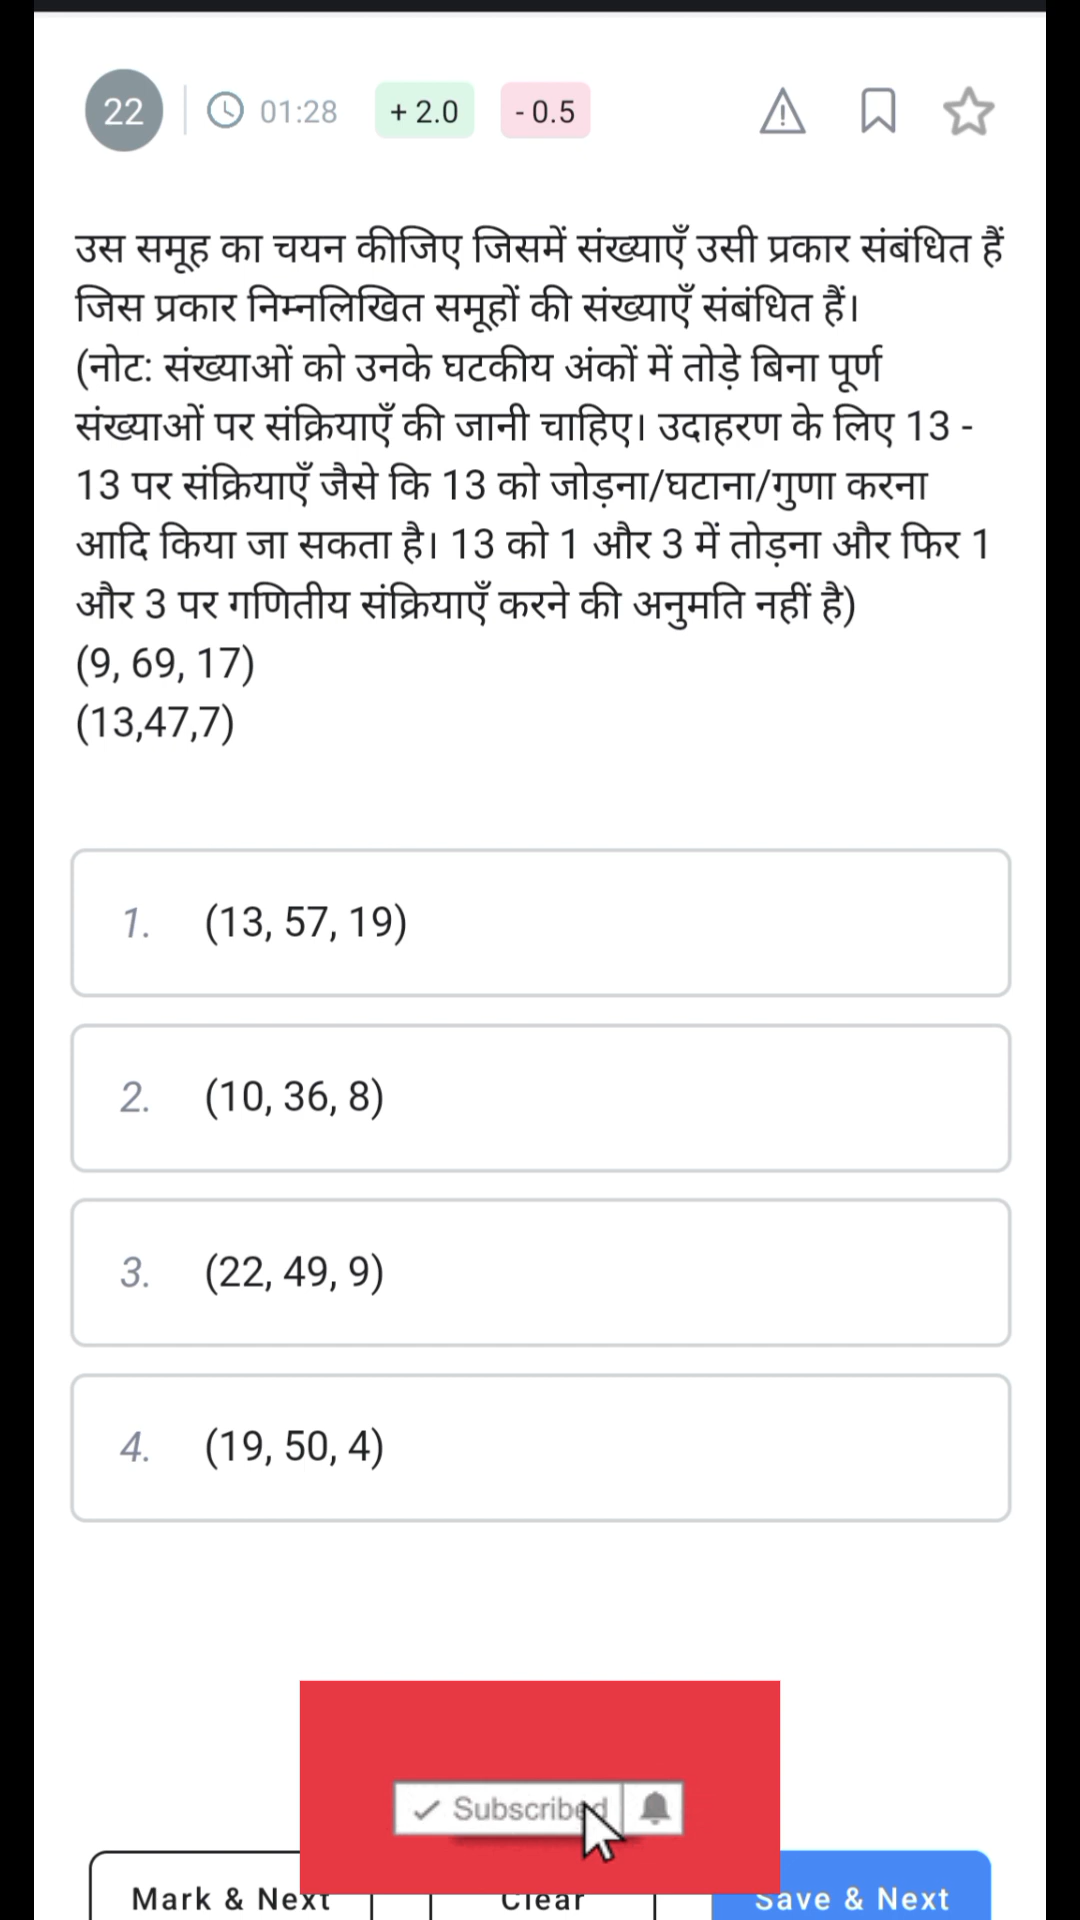 22
01:28
+ 2.0
- 0.5
उस समूह का चयन कीजिए जिसमें संख्याएँ उसी प्रकार संबंधित हैं
जिस प्रकार निम्नलिखित समूहों की संख्याएँ संबंधित हैं।
(नोट: संख्याओं को उनके घटकीय अंकों में तोड़े बिना पूर्ण
संख्याओं पर संक्रियाएँ की जानी चाहिए। उदाहरण के लिए 13 -
13 पर संक्रियाएँ जैसे कि 13 को जोड़ना/घटाना/गुणा करना
आदि किया जा सकता है। 13 को 1 और 3 में तोड़ना और फिर 1
और 3 पर गणितीय संक्रियाएँ करने की अनुमति नहीं है)
(9, 69, 17)
(13,47,7)
1. (13, 57, 19)
2. (10, 36, 8)
3. (22, 49, 9)
4. (19, 50, 4)
Subscribed
Mark & Next
Clear
Save & Next